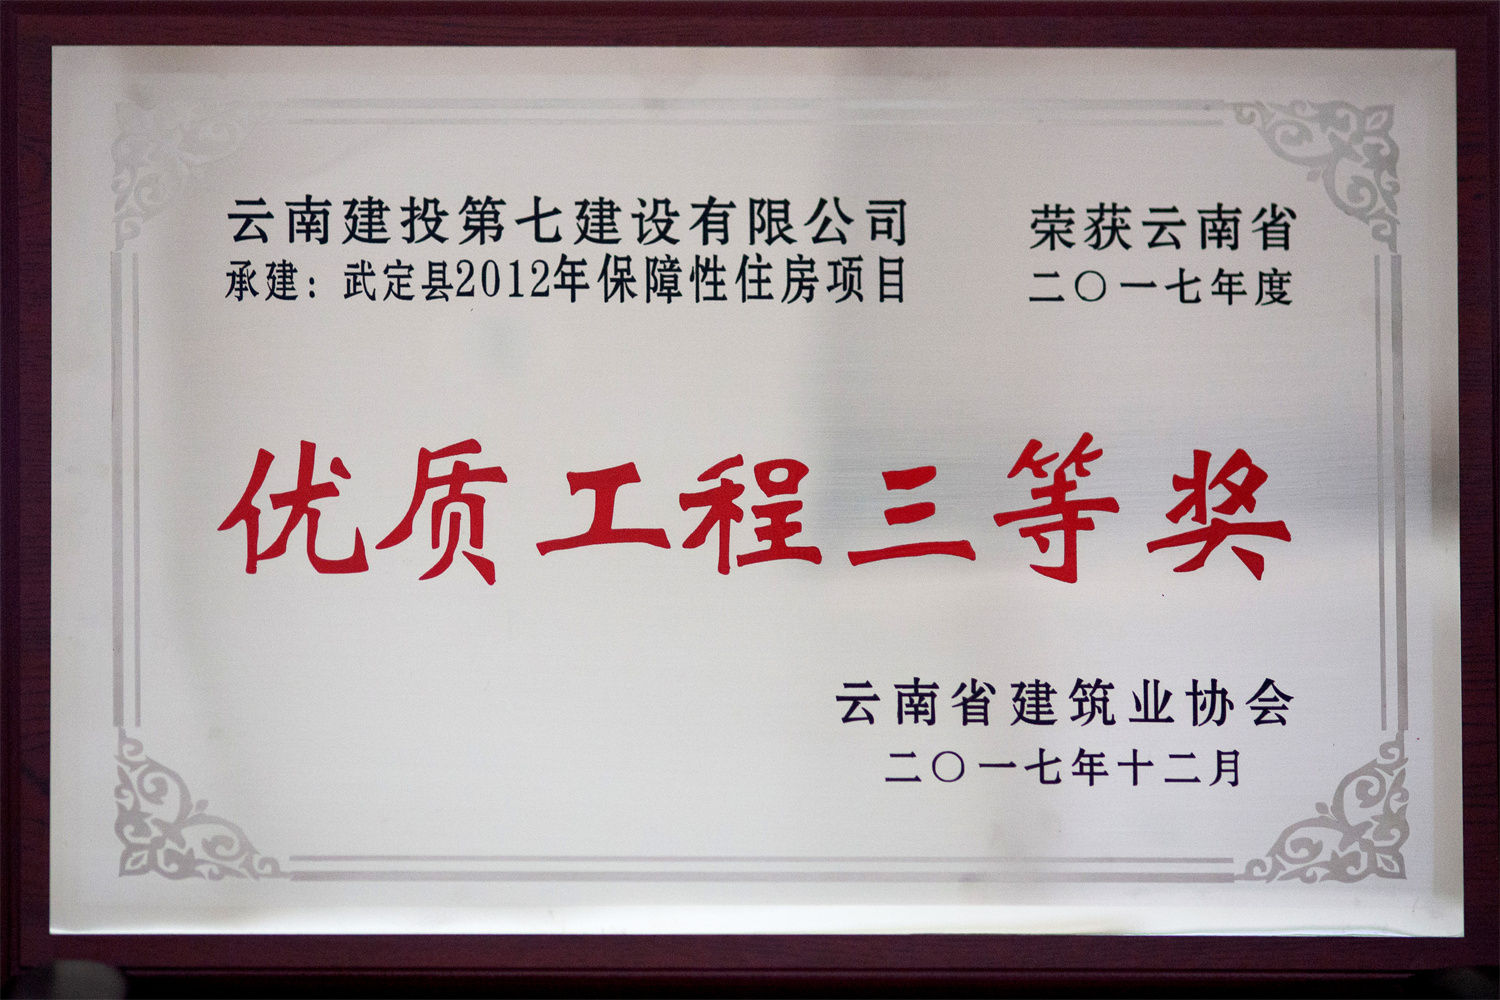 云南建投第七建设有限公司
承建：武定县2012年保障性住房项目
荣获云南省
二〇一七年度
优质工程三等奖
云南省建筑业协会
二〇一七年十二月